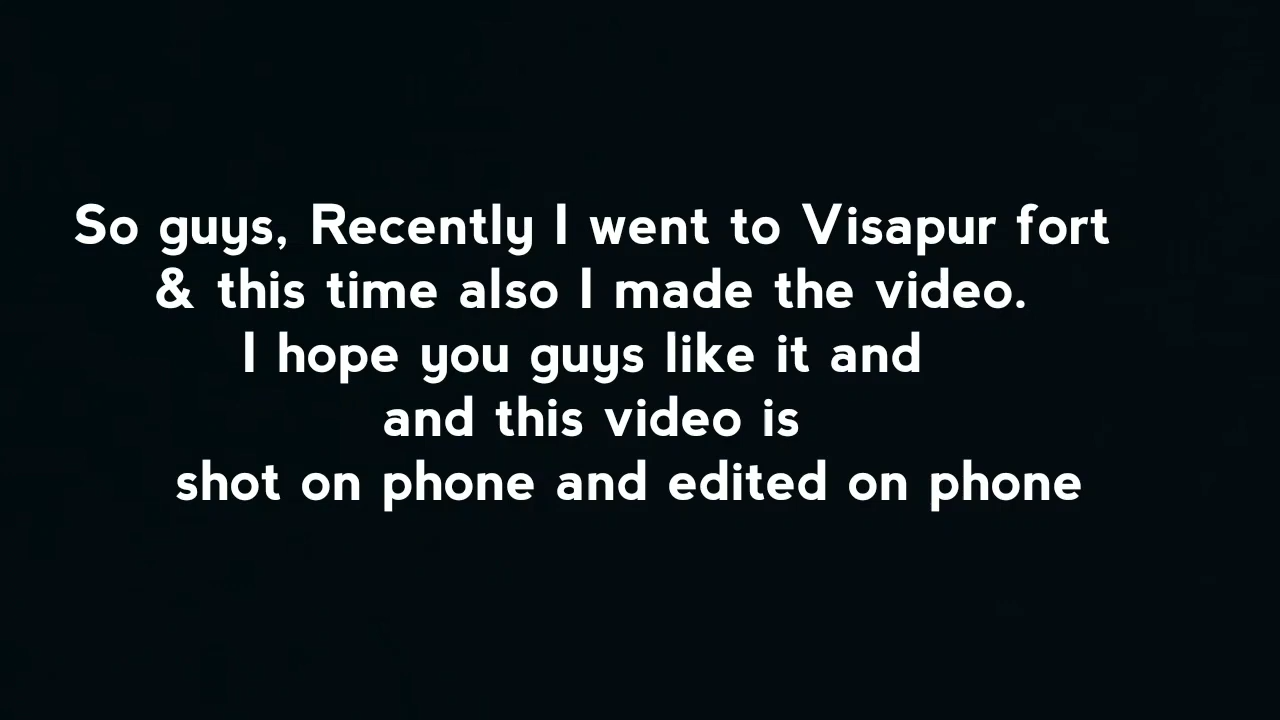 So guys, Recently I went to Visapur fort
& this time also I made the video.
I hope you guys like it and
and this video is
shot on phone and edited on phone